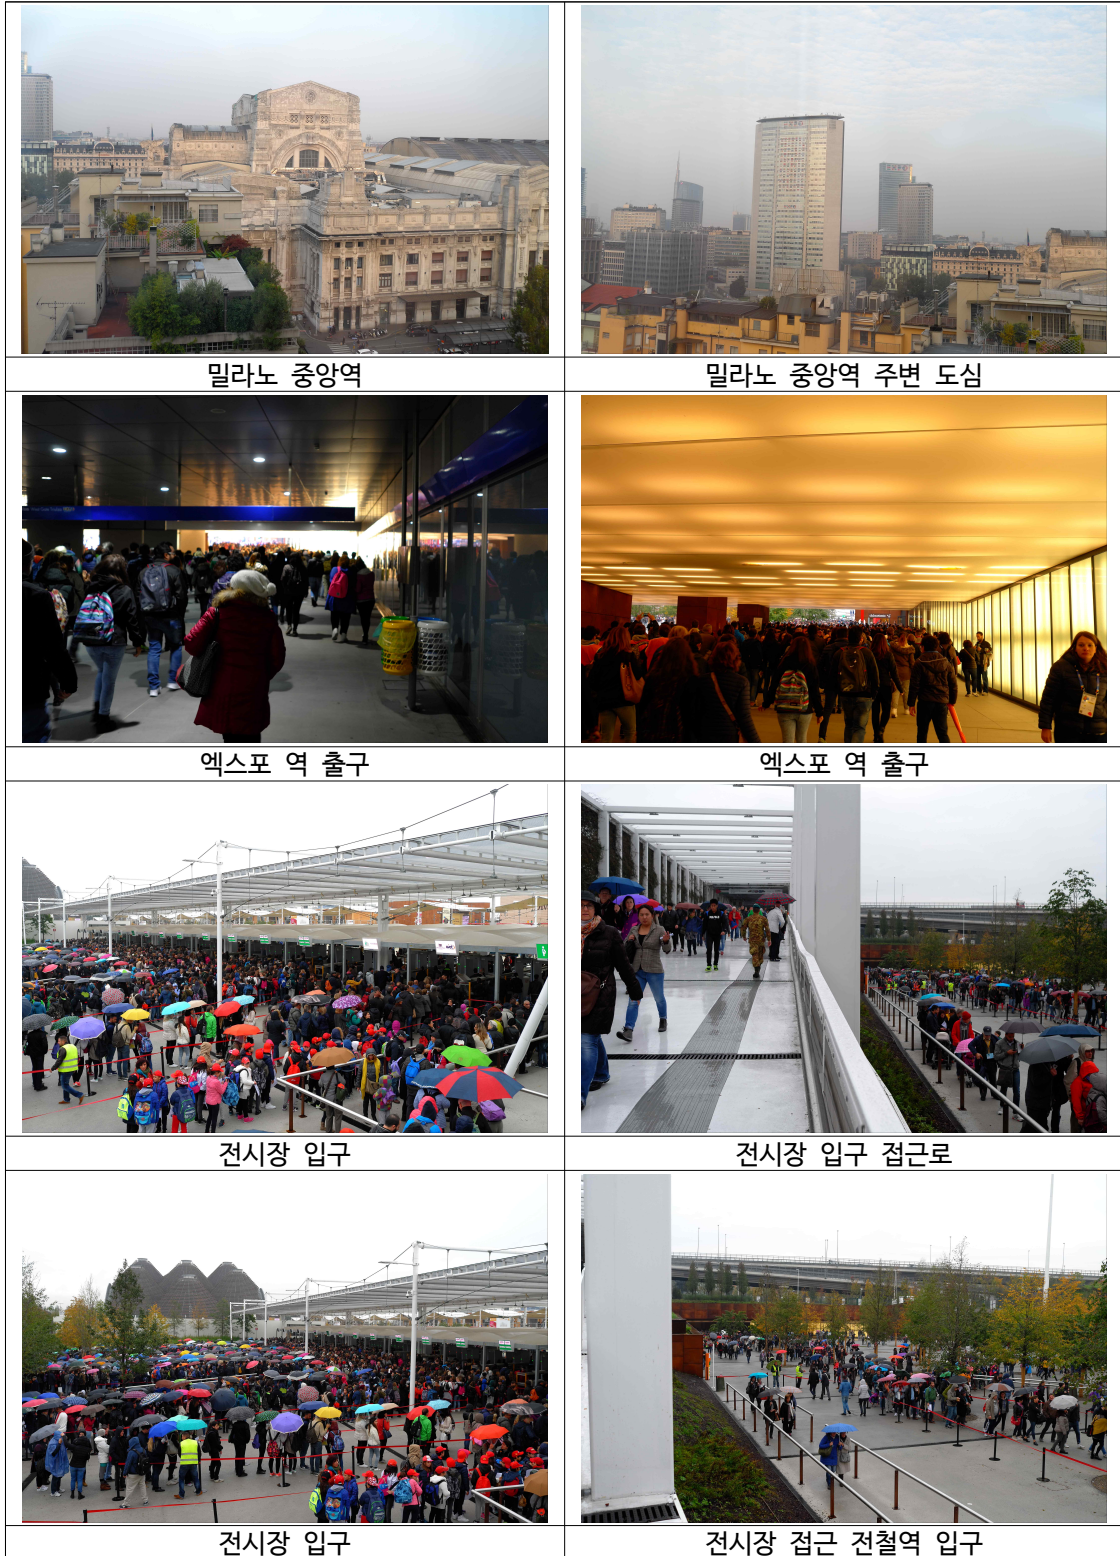 밀라노 중앙역
밀라노 중앙역 주변 도심
엑스포 역 출구
엑스포 역 출구
전시장 입구
전시장 입구 접근로
전시장 입구
전시장 접근 전철역 입구